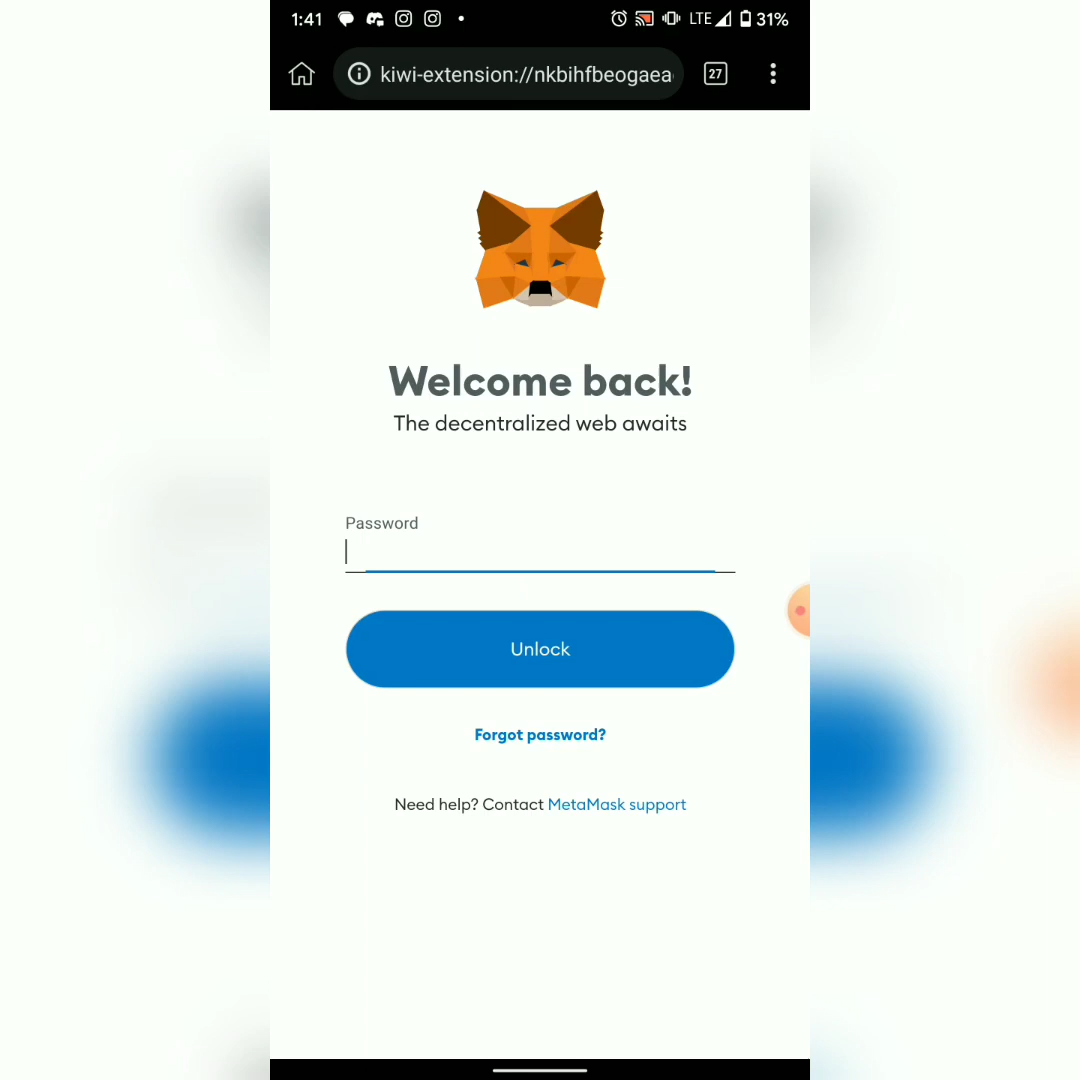 1:41 LTE 31%
kiwi-extension://nkbihfbeogaea 27
Welcome back!
The decentralized web awaits
Password
Unlock
Forgot password?
Need help? Contact MetaMask support